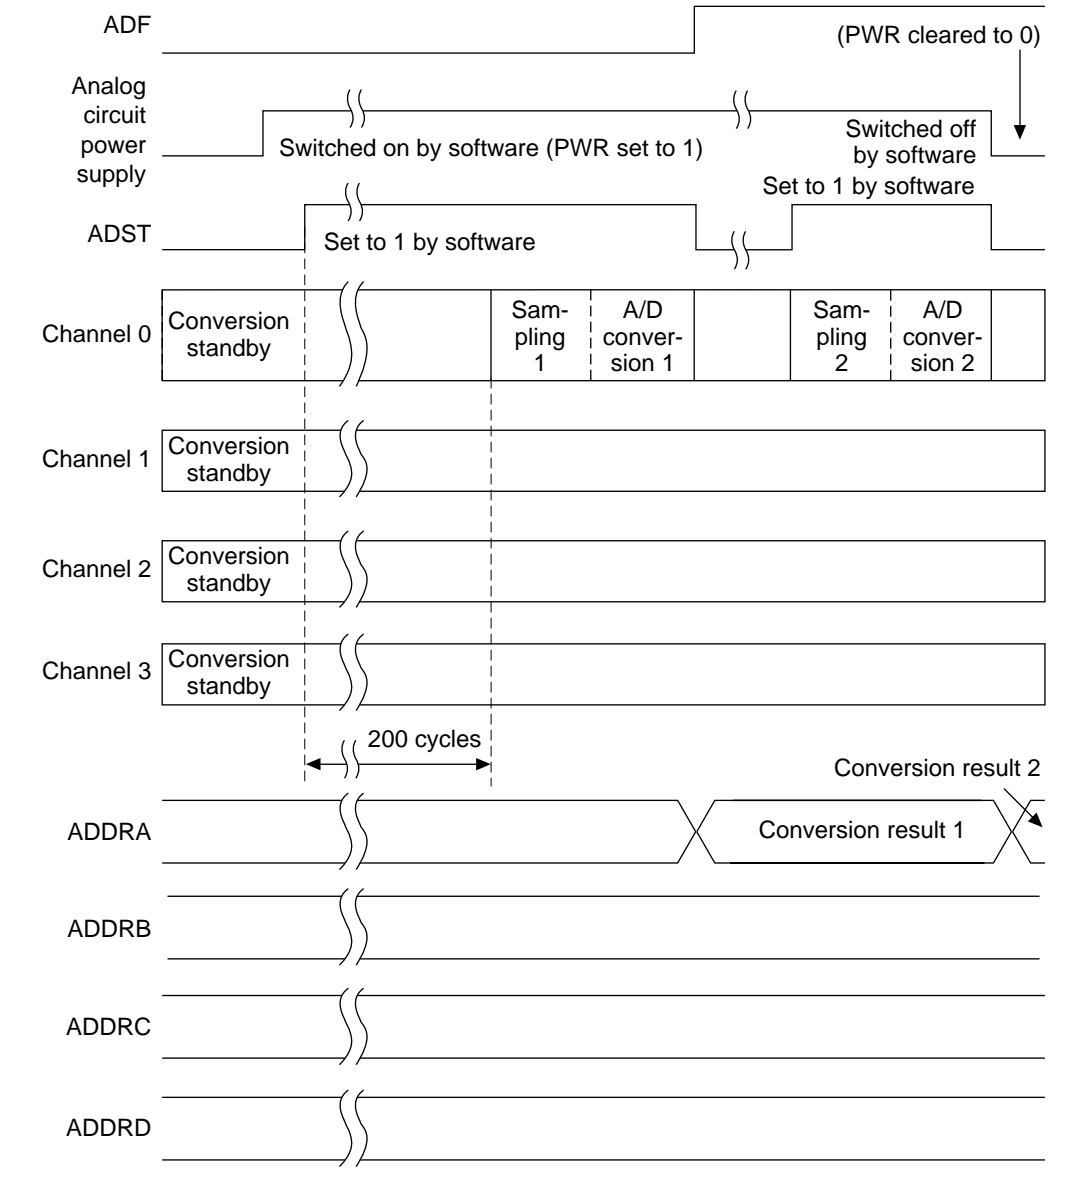 ADF
(PWR cleared to 0)
Analog
circuit
power
supply
Switched on by software (PWR set to 1)
Switched off
by software
Set to 1 by software
ADST
Set to 1 by software
Channel 0
Conversion
standby
Sam-
pling
1
A/D
conver-
sion 1
Sam-
pling
2
A/D
conver-
sion 2
Channel 1
Conversion
standby
Channel 2
Conversion
standby
Channel 3
Conversion
standby
200 cycles
Conversion result 2
ADDRA
Conversion result 1
ADDRB
ADDRC
ADDRD